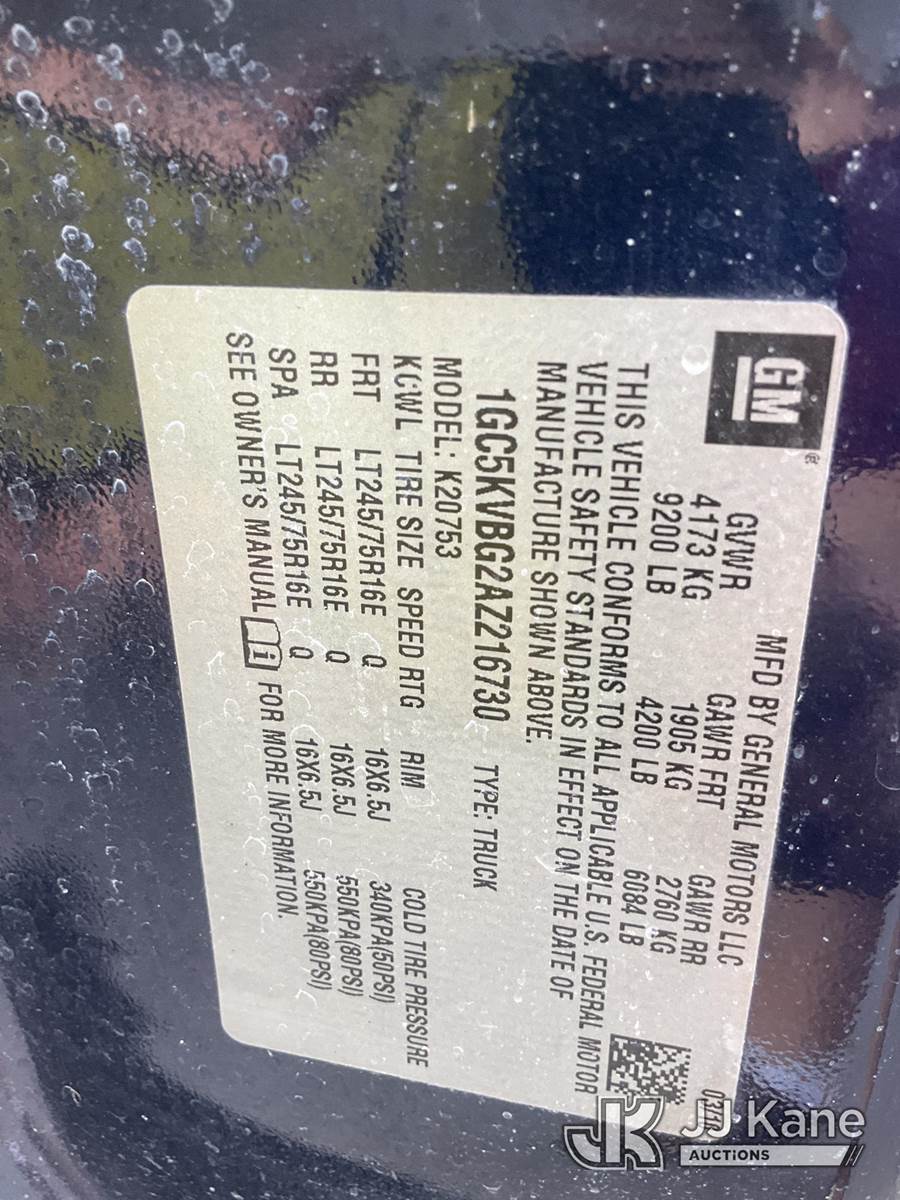 GM
MFD BY GENERAL MOTORS LLC
GVWR GAWR FRT GAWR RR
4173 KG 1905 KG 2760 KG
9200 LB 4200 LB 6084 LB
THIS VEHICLE CONFORMS TO ALL APPLICABLE U.S. FEDERAL MOTOR
VEHICLE SAFETY STANDARDS IN EFFECT ON THE DATE OF
MANUFACTURE SHOWN ABOVE.
1GC5KVBG2AZ216730 TYPE: TRUCK
MODEL: K20753
KGWL TIRE SIZE SPEED RTG RIM COLD TIRE PRESSURE
FRT LT245/75R16E Q 16X6.5J 340KPA(50PSI)
RR LT245/75R16E Q 16X6.5J 550KPA(80PSI)
SPA LT245/75R16E Q 16X6.5J 550KPA(80PSI)
SEE OWNER'S MANUAL i FOR MORE INFORMATION.
JK JJ Kane
AUCTIONS